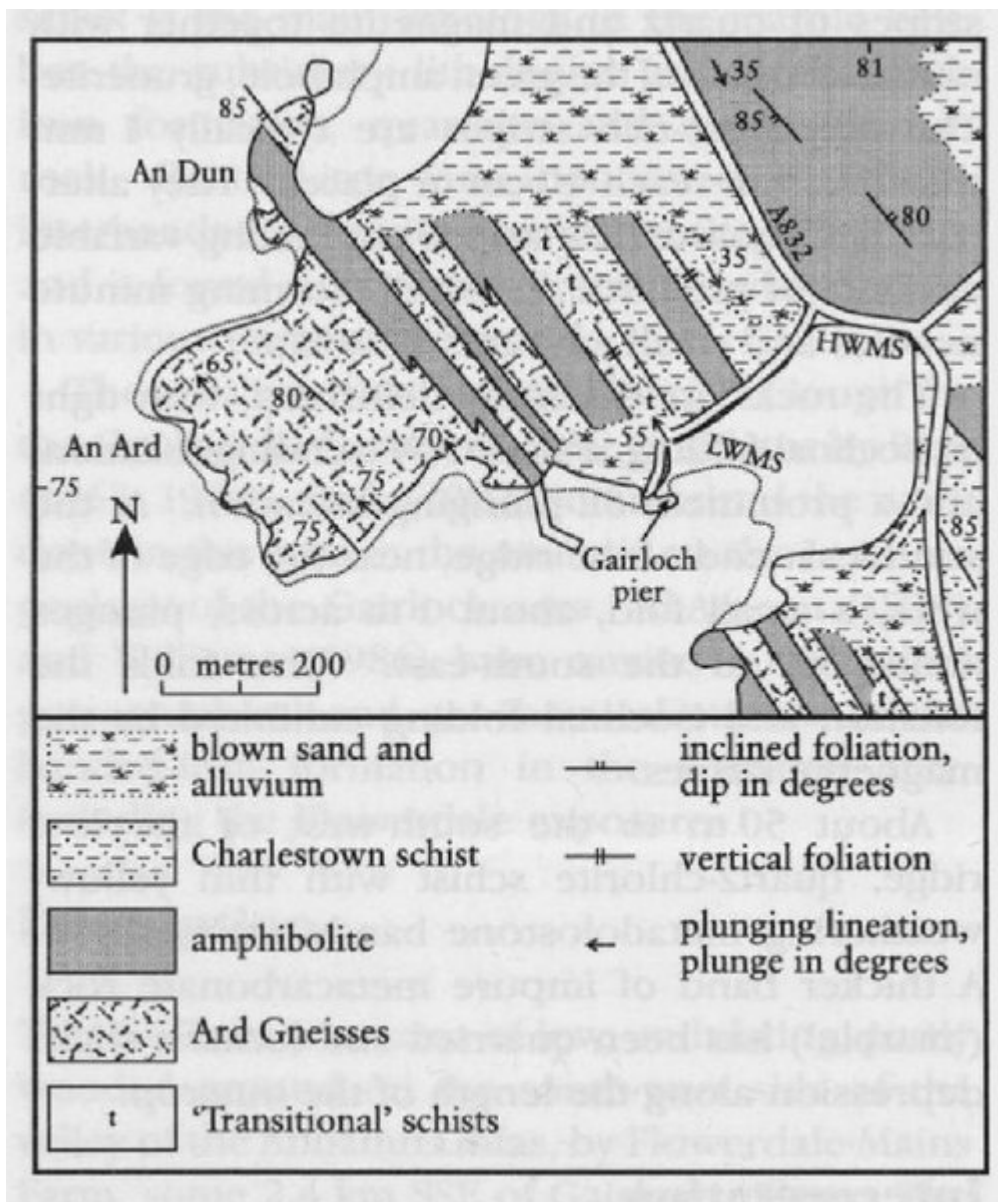 35
81
85
85
An Dun
80
A832
t
35
t
HWMS
65
80
An Ard
70
55
LWMS
75
75
85
75
N
Gairloch
pier
0 metres 200
t
blown sand and
alluvium
inclined foliation,
dip in degrees
Charlestown schist
vertical foliation
amphibolite
plunging lineation,
plunge in degrees
Ard Gneisses
t 'Transitional' schists